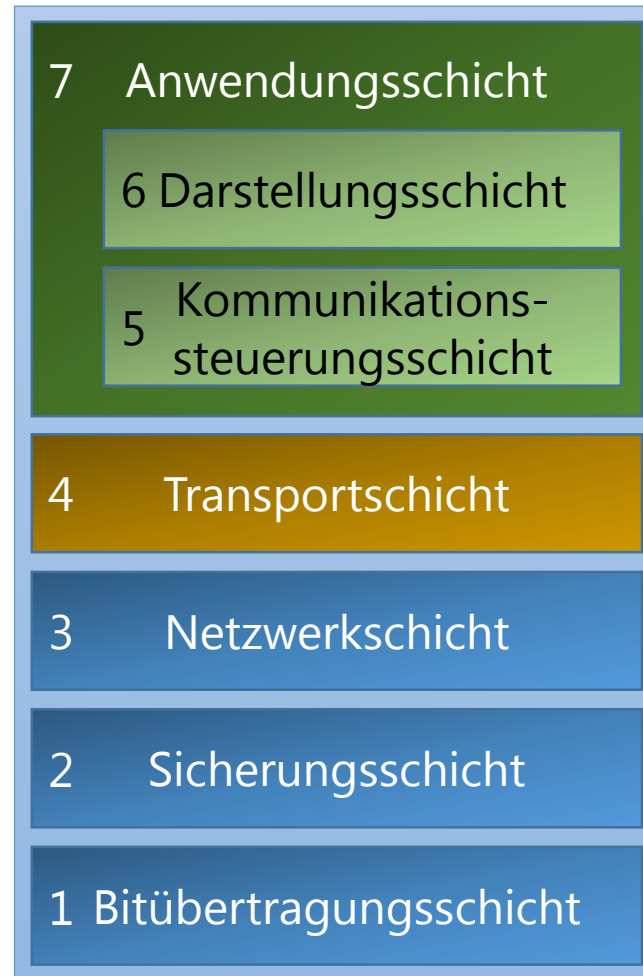 7 Anwendungsschicht
6 Darstellungsschicht
5 Kommunikations-
steuerungsschicht
4 Transportschicht
3 Netzwerkschicht
2 Sicherungsschicht
1 Bitübertragungsschicht